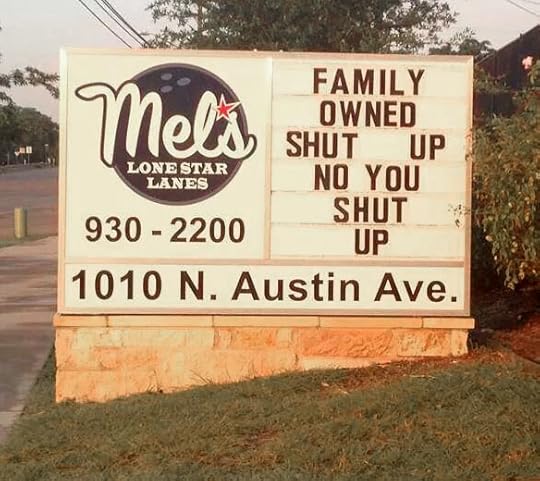 Mel's
LONE STAR
LANES
930 - 2200
FAMILY
OWNED
SHUT UP
NO YOU
SHUT
UP
1010 N. Austin Ave.